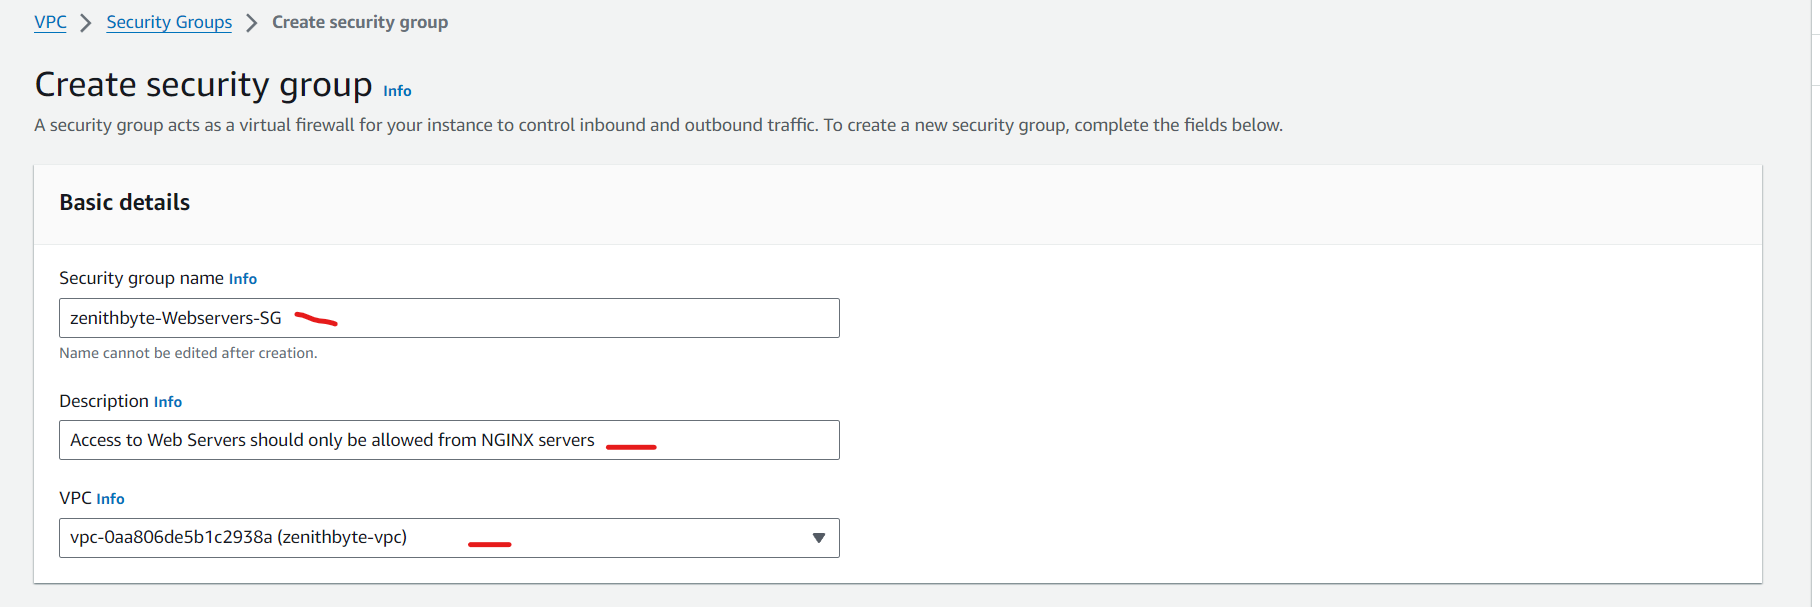 VPC > Security Groups > Create security group
Create security group Info
A security group acts as a virtual firewall for your instance to control inbound and outbound traffic. To create a new security group, complete the fields below.
Basic details
Security group name Info
zenithbyte-Webservers-SG
Name cannot be edited after creation.
Description Info
Access to Web Servers should only be allowed from NGINX servers
VPC Info
vpc-0aa806de5b1c2938a (zenithbyte-vpc)